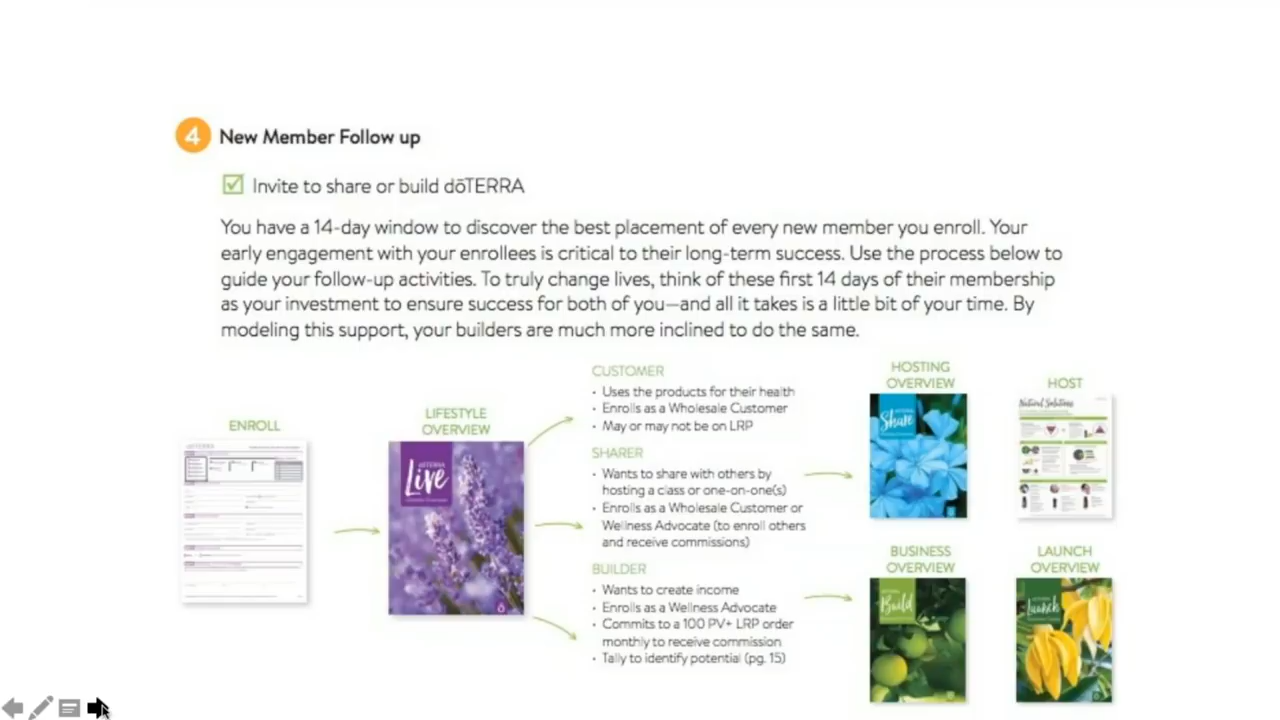 4 New Member Follow up
Invite to share or build dōTERRA
You have a 14-day window to discover the best placement of every new member you enroll. Your
early engagement with your enrollees is critical to their long-term success. Use the process below to
guide your follow-up activities. To truly change lives, think of these first 14 days of their membership
as your investment to ensure success for both of you—and all it takes is a little bit of your time. By
modeling this support, your builders are much more inclined to do the same.
ENROLL
LIFESTYLE
OVERVIEW
Live
CUSTOMER
• Uses the products for their health
• Enrolls as a Wholesale Customer
• May or may not be on LRP
SHARER
• Wants to share with others by
hosting a class or one-on-one(s)
• Enrolls as a Wholesale Customer or
Wellness Advocate (to enroll others
and receive commissions)
BUILDER
• Wants to create income
• Enrolls as a Wellness Advocate
• Commits to a 100 PV+ LRP order
monthly to receive commission
• Tally to identify potential (pg. 15)
HOSTING
OVERVIEW
Share
HOST
Natural Solutions
BUSINESS
OVERVIEW
Build
LAUNCH
OVERVIEW
Launch